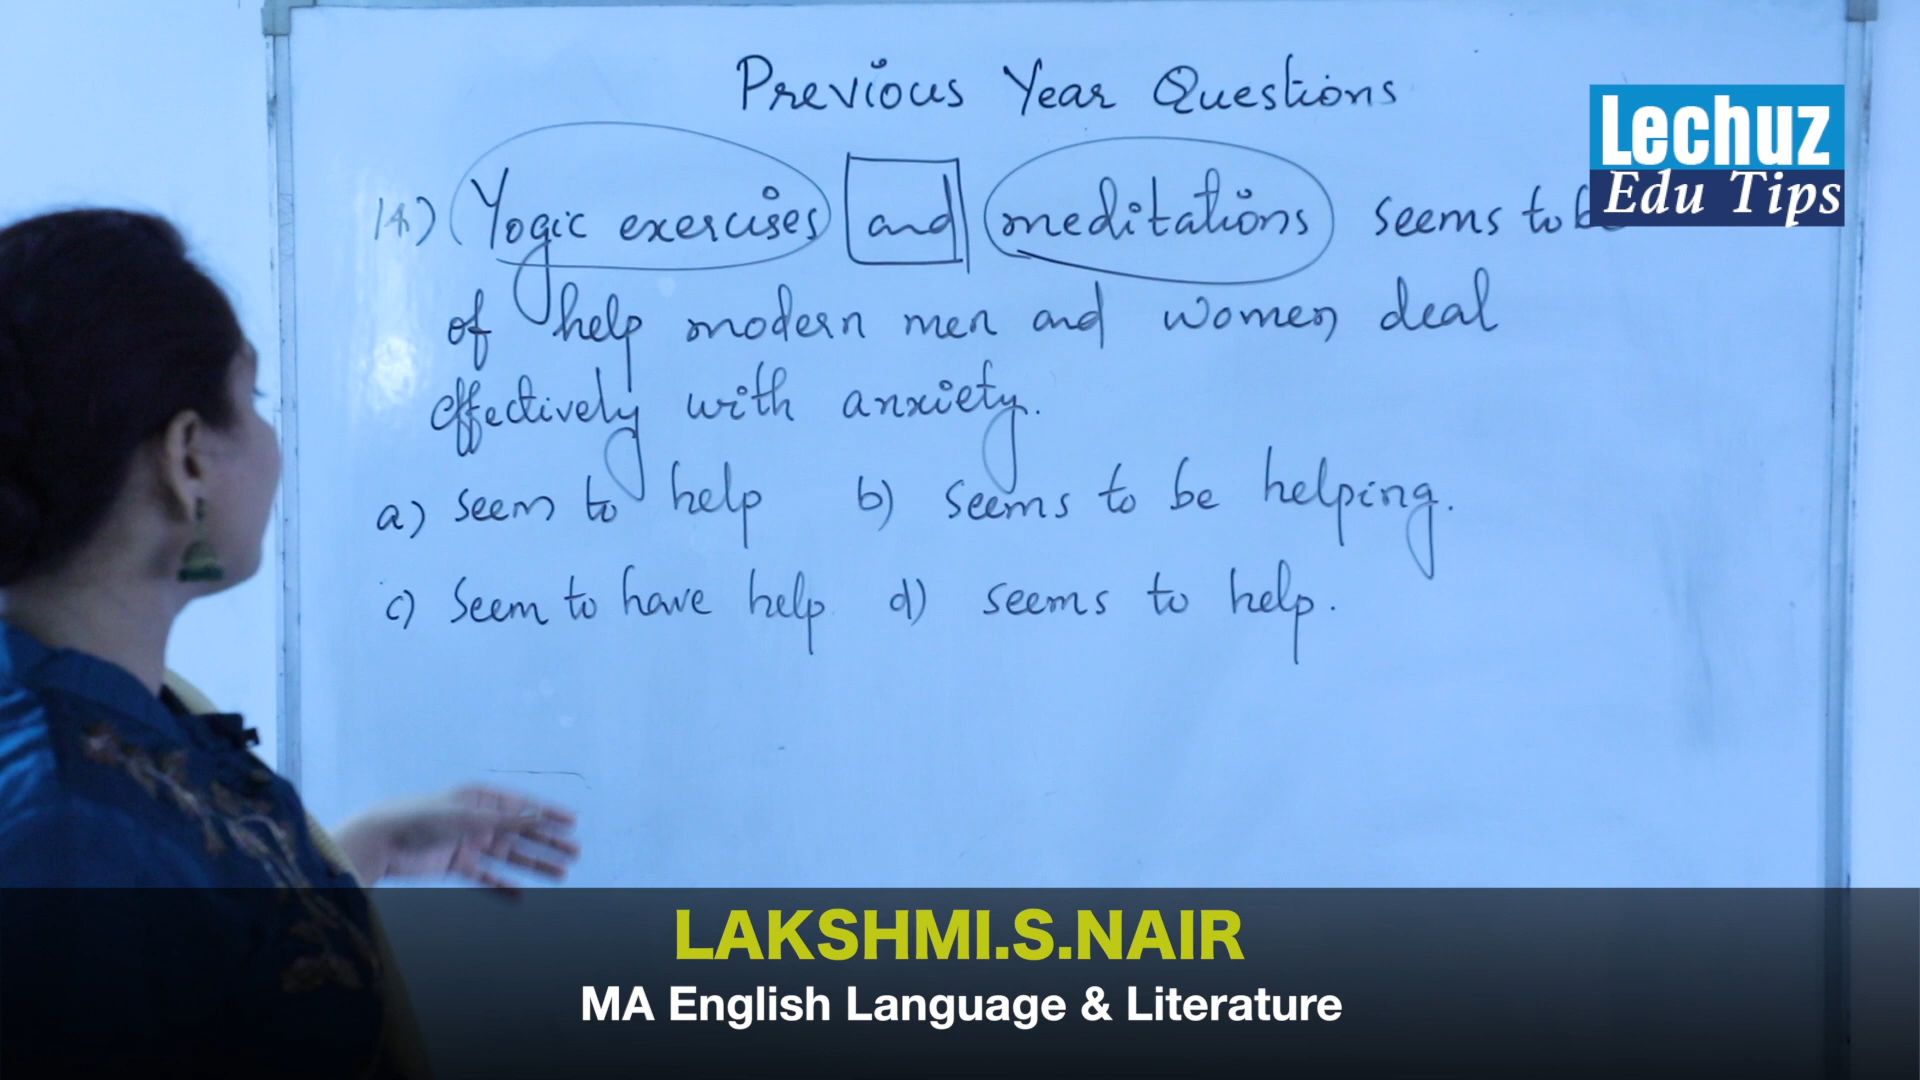 Previous Year Questions
Lechuz
Edu Tips
14) Yogic exercises and meditations seems to
of help modern men and women deal
effectively with anxiety.
a) seem to help b) seems to be helping.
c) Seem to have help. d) seems to help.
LAKSHMI.S.NAIR
MA English Language & Literature